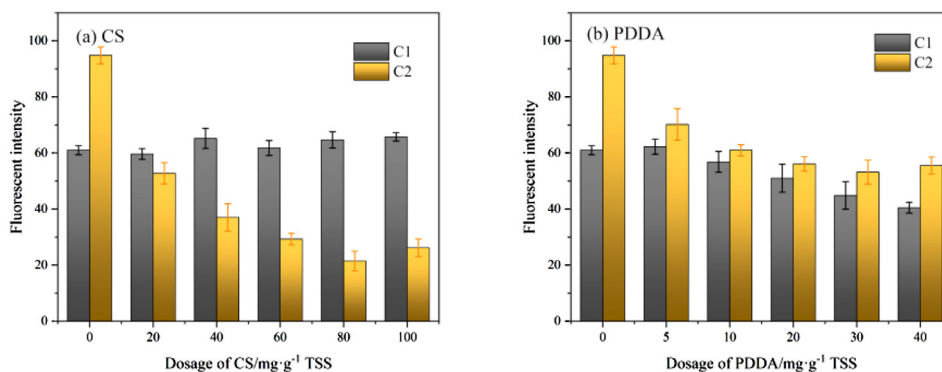 (a) CS
C1
C2
Fluorescent intensity
100
80
60
40
20
0
0 20 40 60 80 100
Dosage of CS/mg·g⁻¹ TSS
(b) PDDA
C1
C2
Fluorescent intensity
100
80
60
40
20
0
0 5 10 20 30 40
Dosage of PDDA/mg·g⁻¹ TSS